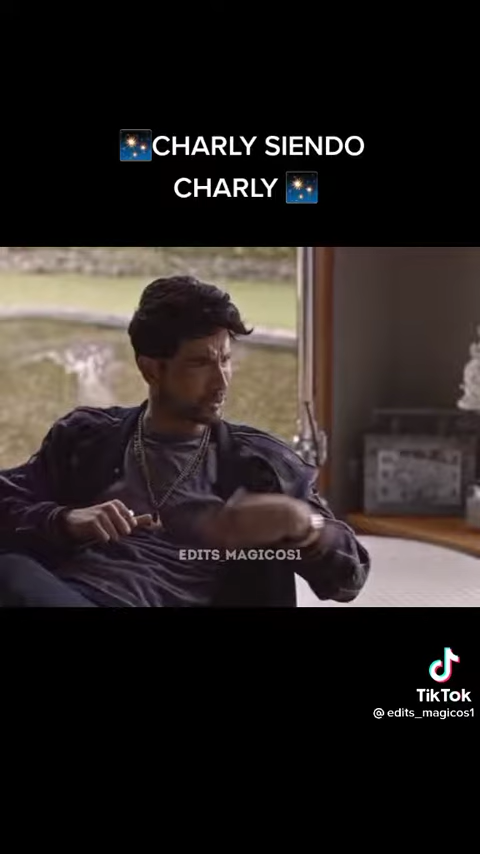 🎇CHARLY SIENDO
CHARLY 🎇
EDITS_MAGICOS1
TikTok
@edits_magicos1